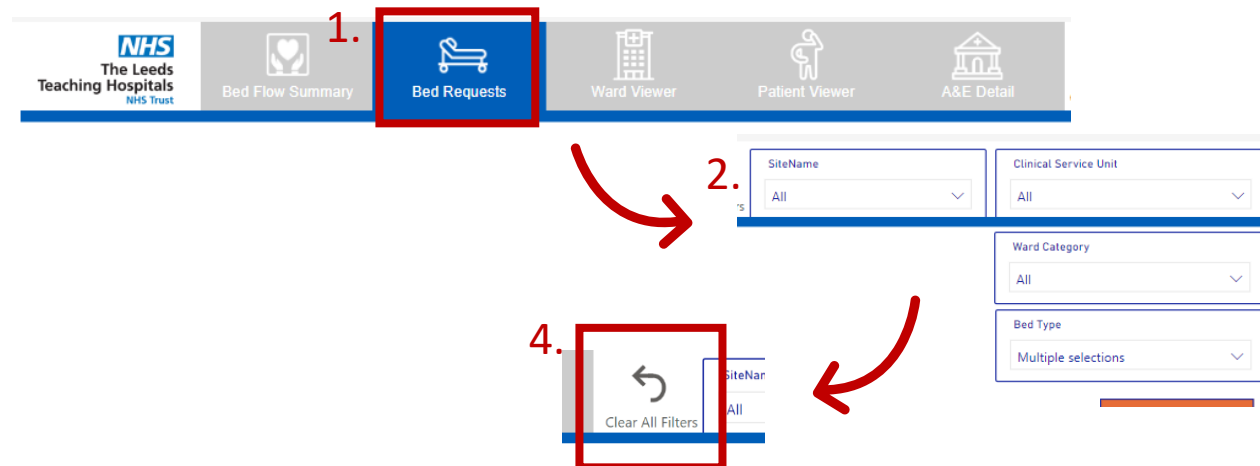 1.
NHS
The Leeds
Teaching Hospitals
NHS Trust
Bed Flow Summary
Bed Requests
Ward Viewer
Patient Viewer
A&E Detail
2.
SiteName
All
Clinical Service Unit
All
Ward Category
All
Bed Type
Multiple selections
4.
Clear All Filters
SiteNam
All